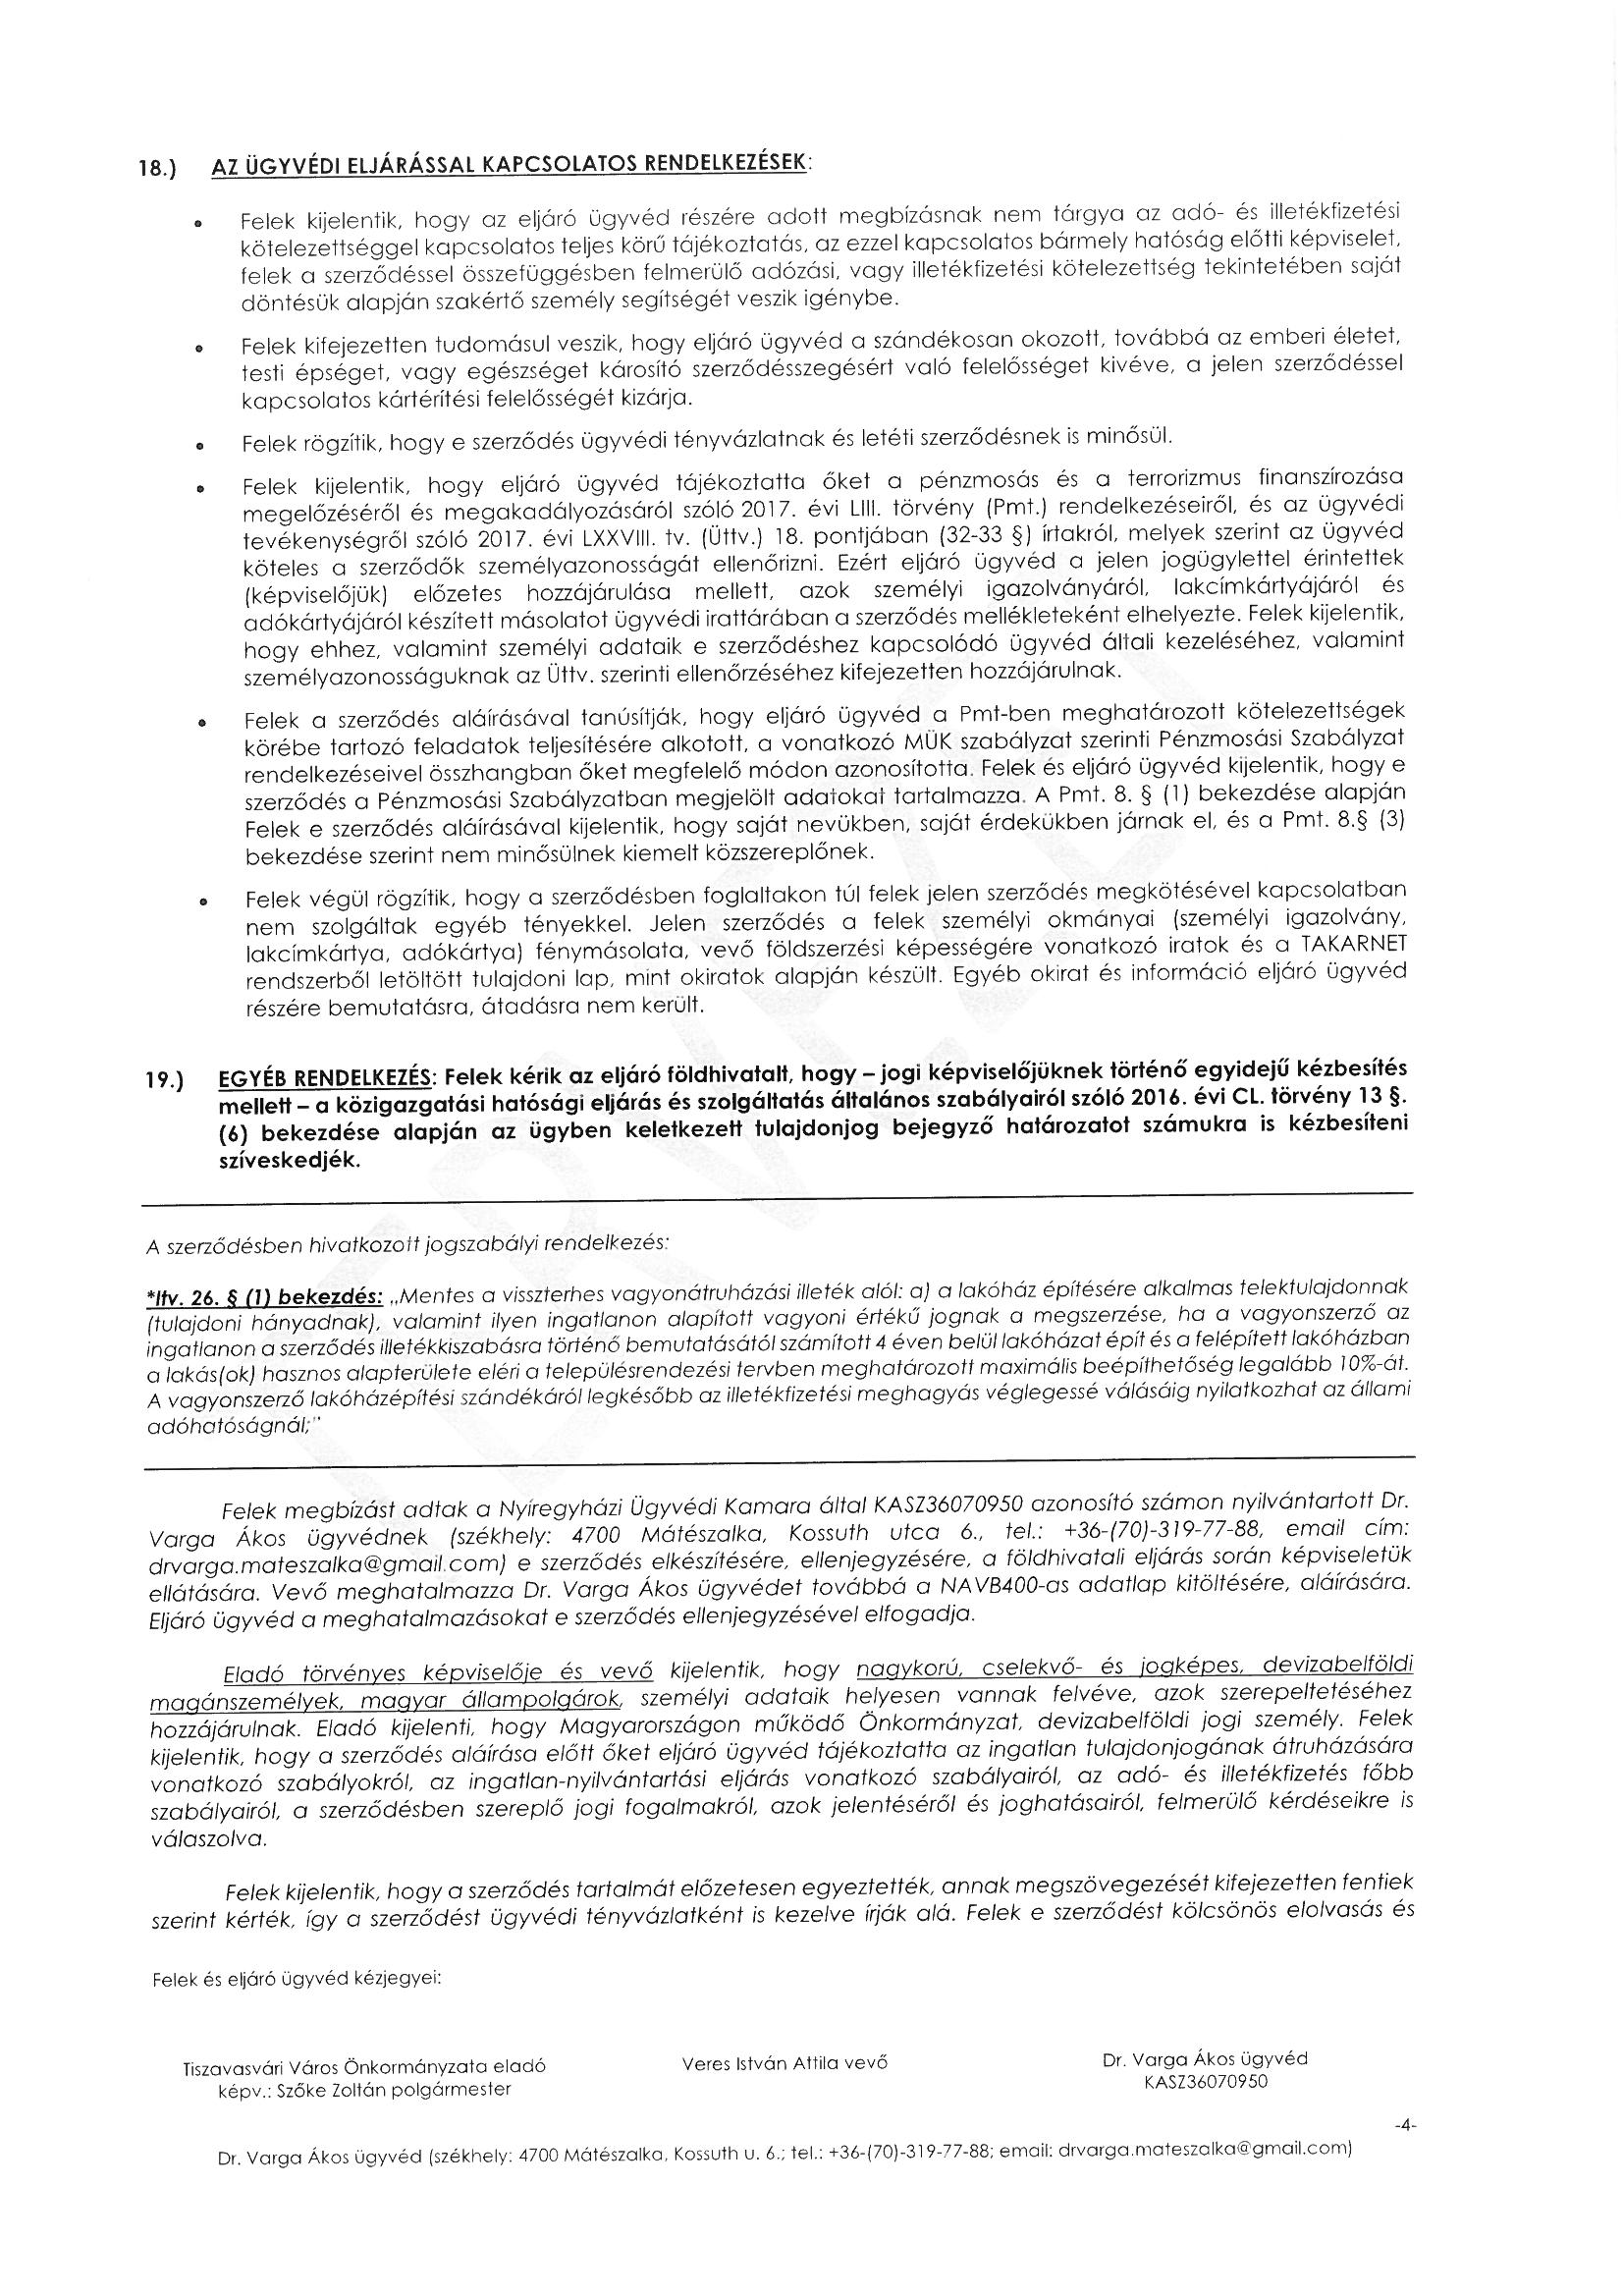 18.) AZ ÜGYVÉDI ELJÁRÁSSAL KAPCSOLATOS RENDELKEZÉSEK:
• Felek kijelentik, hogy az eljáró ügyvéd részére adott megbízásnak nem tárgya az adó- és illetékfizetési
kötelezettséggel kapcsolatos teljes körű tájékoztatás, az ezzel kapcsolatos bármely hatóság előtti képviselet,
felek a szerződéssel összefüggésben felmerülő adózási, vagy illetékfizetési kötelezettség tekintetében saját
döntésük alapján szakértő személy segítségét veszik igénybe.
• Felek kifejezetten tudomásul veszik, hogy eljáró ügyvéd a szándékosan okozott, továbbá az emberi életet,
testi épséget, vagy egészséget károsító szerződésszegésért való felelősséget kivéve, a jelen szerződéssel
kapcsolatos kártérítési felelősségét kizárja.
• Felek rögzítik, hogy e szerződés ügyvédi tényvázlatnak és letéti szerződésnek is minősül.
• Felek kijelentik, hogy eljáró ügyvéd tájékoztatta őket a pénzmosás és a terrorizmus finanszírozása
megelőzéséről és megakadályozásáról szóló 2017. évi LIII. törvény (Pmt.) rendelkezéseiről, és az ügyvédi
tevékenységről szóló 2017. évi LXXVIII. tv. (Üttv.) 18. pontjában (32-33 §) írtakról, melyek szerint az ügyvéd
köteles a szerződők személyazonosságát ellenőrizni. Ezért eljáró ügyvéd a jelen jogügylettel érintettek
(képviselőjük) előzetes hozzájárulása mellett, azok személyi igazolványáról, lakcímkártyájáról és
adókártyájáról készített másolatot ügyvédi irattárában a szerződés mellékleteként elhelyezte. Felek kijelentik,
hogy ehhez, valamint személyi adataik e szerződéshez kapcsolódó ügyvéd általi kezeléséhez, valamint
személyazonosságuknak az Üttv. szerinti ellenőrzéséhez kifejezetten hozzájárulnak.
• Felek a szerződés aláírásával tanúsítják, hogy eljáró ügyvéd a Pmt-ben meghatározott kötelezettségek
körébe tartozó feladatok teljesítésére alkotott, a vonatkozó MÜK szabályzat szerinti Pénzmosási Szabályzat
rendelkezéseivel összhangban őket megfelelő módon azonosította. Felek és eljáró ügyvéd kijelentik, hogy e
szerződés a Pénzmosási Szabályzatban megjelölt adatokat tartalmazza. A Pmt. 8. § (1) bekezdése alapján
Felek e szerződés aláírásával kijelentik, hogy saját nevükben, saját érdekükben járnak el, és a Pmt. 8.§ (3)
bekezdése szerint nem minősülnek kiemelt közszereplőnek.
• Felek végül rögzítik, hogy a szerződésben foglaltakon túl felek jelen szerződés megkötésével kapcsolatban
nem szolgáltak egyéb tényekkel. Jelen szerződés a felek személyi okmányai (személyi igazolvány,
lakcímkártya, adókártya) fénymásolata, vevő földszerzési képességére vonatkozó iratok és a TAKARNET
rendszerből letöltött tulajdoni lap, mint okiratok alapján készült. Egyéb okirat és információ eljáró ügyvéd
részére bemutatásra, átadásra nem került.
19.) EGYÉB RENDELKEZÉS: Felek kérik az eljáró földhivatalt, hogy – jogi képviselőjüknek történő egyidejű kézbesítés
mellett – a közigazgatási hatósági eljárás és szolgáltatás általános szabályairól szóló 2016. évi CL. törvény 13 §.
(6) bekezdése alapján az ügyben keletkezett tulajdonjog bejegyző határozatot számukra is kézbesíteni
szíveskedjék.
A szerződésben hivatkozott jogszabályi rendelkezés:
*Itv. 26. § (1) bekezdés: „Mentes a visszterhes vagyonátruházási illeték alól: a) a lakóház építésére alkalmas telektulajdonnak
(tulajdoni hányadnak), valamint ilyen ingatlanon alapított vagyoni értékű jognak a megszerzése, ha a vagyonszerző az
ingatlanon a szerződés illetékkiszabásra történő bemutatásától számított 4 éven belül lakóházat épít és a felépített lakóházban
a lakás(ok) hasznos alapterülete eléri a településrendezési tervben meghatározott maximális beépíthetőség legalább 10%-át.
A vagyonszerző lakóházépítési szándékáról legkésőbb az illetékfizetési meghagyás véglegessé válásáig nyilatkozhat az állami
adóhatóságnál;"
Felek megbízást adtak a Nyíregyházi Ügyvédi Kamara által KASZ36070950 azonosító számon nyilvántartott Dr.
Varga Ákos ügyvédnek (székhely: 4700 Mátészalka, Kossuth utca 6., tel.: +36-(70)-319-77-88, email cím:
drvarga.mateszalka@gmail.com) e szerződés elkészítésére, ellenjegyzésére, a földhivatali eljárás során képviseletük
ellátására. Vevő meghatalmazza Dr. Varga Ákos ügyvédet továbbá a NAVB400-as adatlap kitöltésére, aláírására.
Eljáró ügyvéd a meghatalmazásokat e szerződés ellenjegyzésével elfogadja.
Eladó törvényes képviselője és vevő kijelentik, hogy nagykorú, cselekvő- és jogképes, devizabelföldi
magánszemélyek, magyar állampolgárok, személyi adataik helyesen vannak felvéve, azok szerepeltetéséhez
hozzájárulnak. Eladó kijelenti, hogy Magyarországon működő Önkormányzat, devizabelföldi jogi személy. Felek
kijelentik, hogy a szerződés aláírása előtt őket eljáró ügyvéd tájékoztatta az ingatlan tulajdonjogának átruházására
vonatkozó szabályokról, az ingatlan-nyilvántartási eljárás vonatkozó szabályairól, az adó- és illetékfizetés főbb
szabályairól, a szerződésben szereplő jogi fogalmakról, azok jelentéséről és joghatásairól, felmerülő kérdéseikre is
válaszolva.
Felek kijelentik, hogy a szerződés tartalmát előzetesen egyeztették, annak megszövegezését kifejezetten fentiek
szerint kérték, így a szerződést ügyvédi tényvázlatként is kezelve írják alá. Felek e szerződést kölcsönös elolvasás és
Felek és eljáró ügyvéd kézjegyei:
Tiszavasvári Város Önkormányzata eladó
képv.: Szőke Zoltán polgármester
Veres István Attila vevő
Dr. Varga Ákos ügyvéd
KASZ36070950
-4-
Dr. Varga Ákos ügyvéd (székhely: 4700 Mátészalka, Kossuth u. 6.; tel.: +36-(70)-319-77-88; email: drvarga.mateszalka@gmail.com)